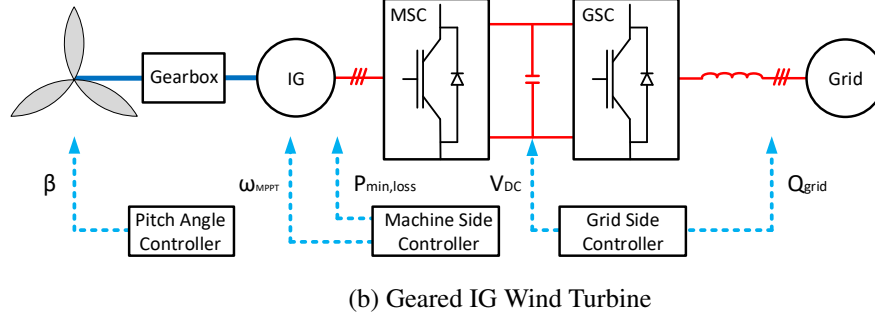 MSC
GSC
Gearbox
IG
Grid
β
ωMPPT
Pmin,loss
VDC
Qgrid
Pitch Angle
Controller
Machine Side
Controller
Grid Side
Controller
(b) Geared IG Wind Turbine